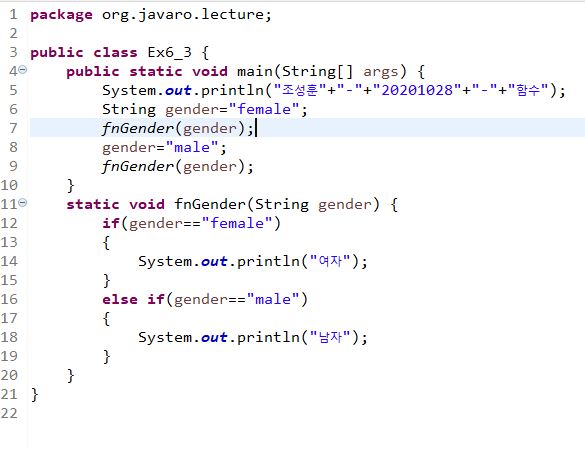 1 package org.javaro.lecture;
2
3 public class Ex6_3 {
4 public static void main(String[] args) {
5 System.out.println("조성훈"+"-"+"20201028"+"-"+"함수");
6 String gender="female";
7 fnGender(gender);
8 gender="male";
9 fnGender(gender);
10 }
11 static void fnGender(String gender) {
12 if(gender=="female")
13 {
14 System.out.println("여자");
15 }
16 else if(gender=="male")
17 {
18 System.out.println("남자");
19 }
20 }
21 }
22